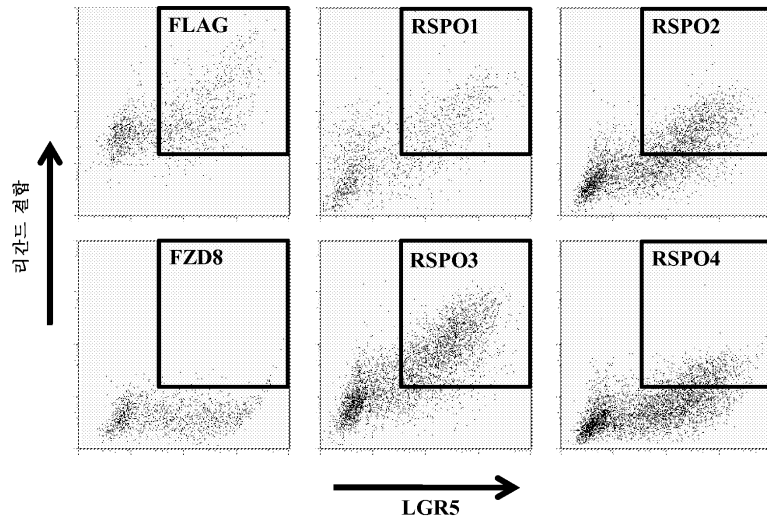 FLAG
RSPO1
RSPO2
리간드 결합
FZD8
RSPO3
RSPO4
LGR5